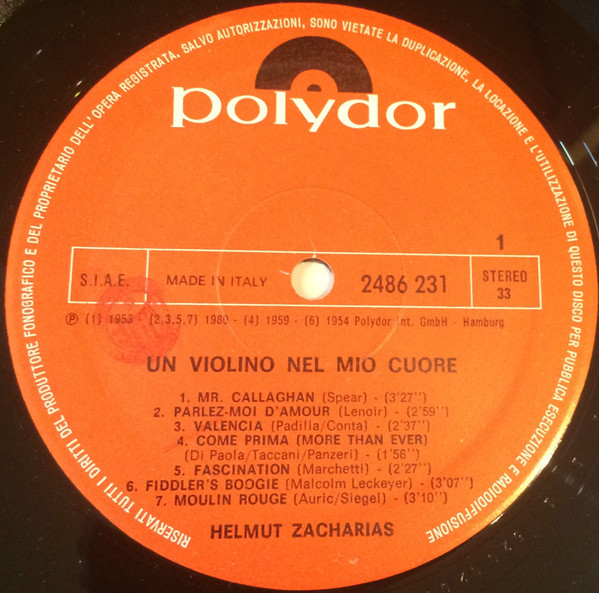 RISERVATI TUTTI I DIRITTI DEL PRODUTTORE FONOGRAFICO E DEL PROPRIETARIO DELL'OPERA REGISTRATA, SALVO AUTORIZZAZIONI, SONO VIETATE LA DUPLICAZIONE, LA LOCAZIONE E L'UTILIZZAZIONE DI QUESTO DISCO PER PUBBLICA ESECUZIONE E RADIODIFFUSIONE
polydor
1
S.I.A.E. MADE IN ITALY 2486 231 STEREO
33
Ⓟ (1) 1953 - (2,3,5,7) 1980 - (4) 1959 - (6) 1954 Polydor Int. GmbH - Hamburg
UN VIOLINO NEL MIO CUORE
1. MR. CALLAGHAN (Spear) - (3'27")
2. PARLEZ-MOI D'AMOUR (Lenoir) - (2'59")
3. VALENCIA (Padilla/Conta) - (2'37")
4. COME PRIMA (MORE THAN EVER)
(Di Paola/Taccani/Panzeri) - (1'56")
5. FASCINATION (Marchetti) - (2'27")
6. FIDDLER'S BOOGIE (Malcolm Leckeyer) - (3'07")
7. MOULIN ROUGE (Auric/Siegel) - (3'10")
HELMUT ZACHARIAS